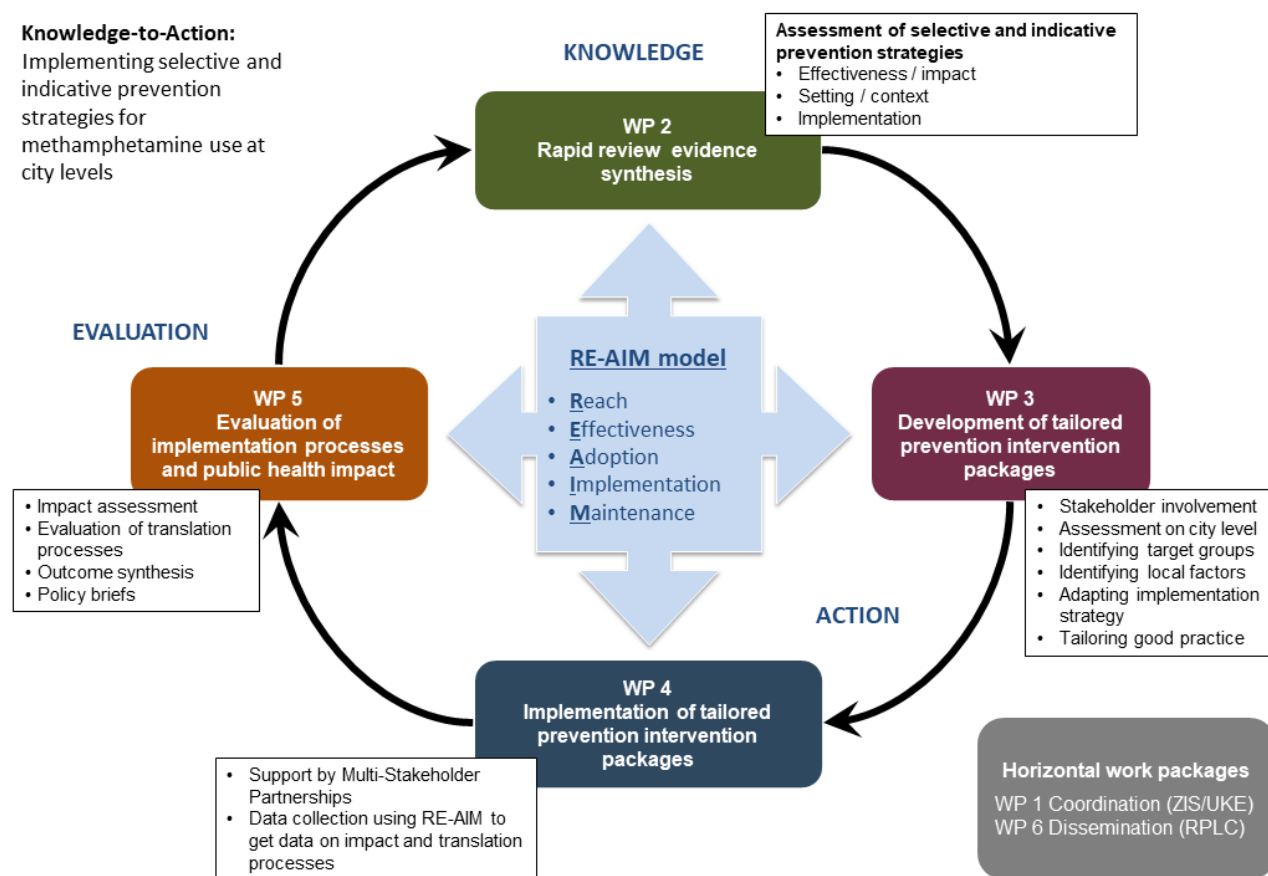 Knowledge-to-Action:
Implementing selective and
indicative prevention
strategies for
methamphetamine use at
city levels
KNOWLEDGE
Assessment of selective and indicative
prevention strategies
• Effectiveness / impact
• Setting / context
• Implementation
WP 2
Rapid review evidence
synthesis
EVALUATION
RE-AIM model
• Reach
• Effectiveness
• Adoption
• Implementation
• Maintenance
WP 5
Evaluation of
implementation processes
and public health impact
• Impact assessment
• Evaluation of translation
processes
• Outcome synthesis
• Policy briefs
WP 3
Development of tailored
prevention intervention
packages
• Stakeholder involvement
• Assessment on city level
• Identifying target groups
• Identifying local factors
• Adapting implementation
strategy
• Tailoring good practice
ACTION
WP 4
Implementation of tailored
prevention intervention
packages
• Support by Multi-Stakeholder
Partnerships
• Data collection using RE-AIM to
get data on impact and translation
processes
Horizontal work packages
WP 1 Coordination (ZIS/UKE)
WP 6 Dissemination (RPLC)